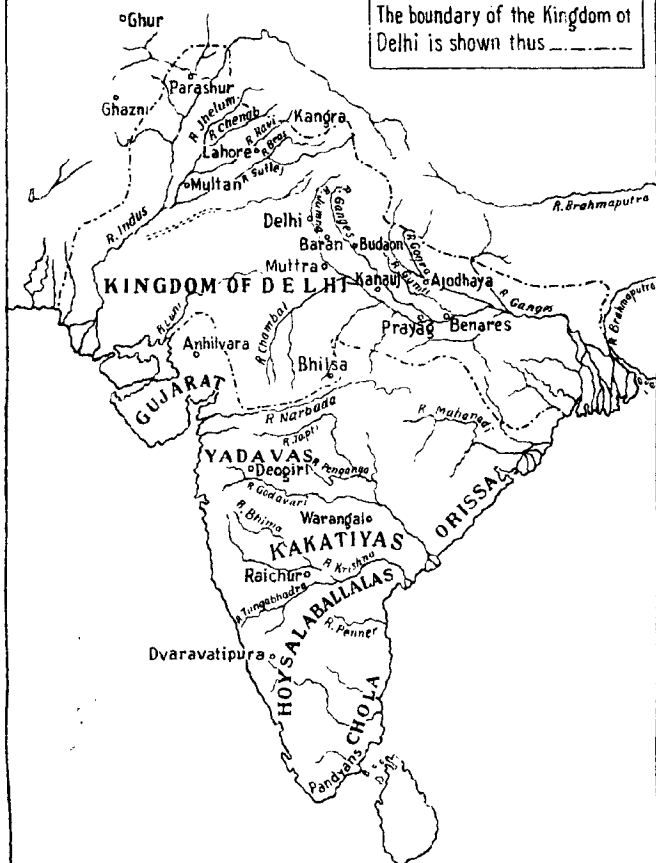 The boundary of the Kingdom of
Delhi is shown thus
Ghur
Parashur
Ghazni
R Jhelum
R Chenab
Kangra
R Ravi
Lahore
R Beas
Multan
R Sutlej
R. Indus
R. Brahmaputra
R Jumna
R Ganges
Delhi
Baran
Budaon
R Gogra
Muttra
R Gumti
Kanauj
Ajodhaya
KINGDOM OF DELHI
R Ganges
R Brahmaputra
R. Luni
R Chambal
Prayag
Benares
Anhilvara
Bhilsa
GUJARAT
R Narbada
R Mahanadi
R. Tapti
YADAVAS
R Penganga
Deogiri
R Godavari
ORISSA
Warangal
R. Bhima
KAKATIYAS
R Krishna
Raichur
R Tungabhadra
HOYSALABALLALAS
R. Penner
Dvaravatipura
CHOLA
Pandyans